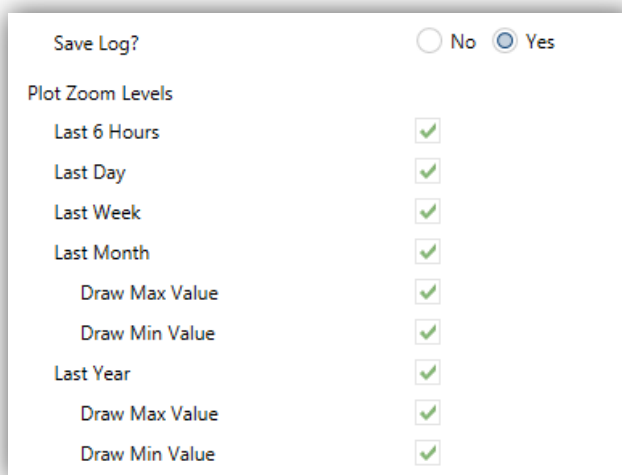 Save Log? No Yes
Plot Zoom Levels
Last 6 Hours
Last Day
Last Week
Last Month
Draw Max Value
Draw Min Value
Last Year
Draw Max Value
Draw Min Value